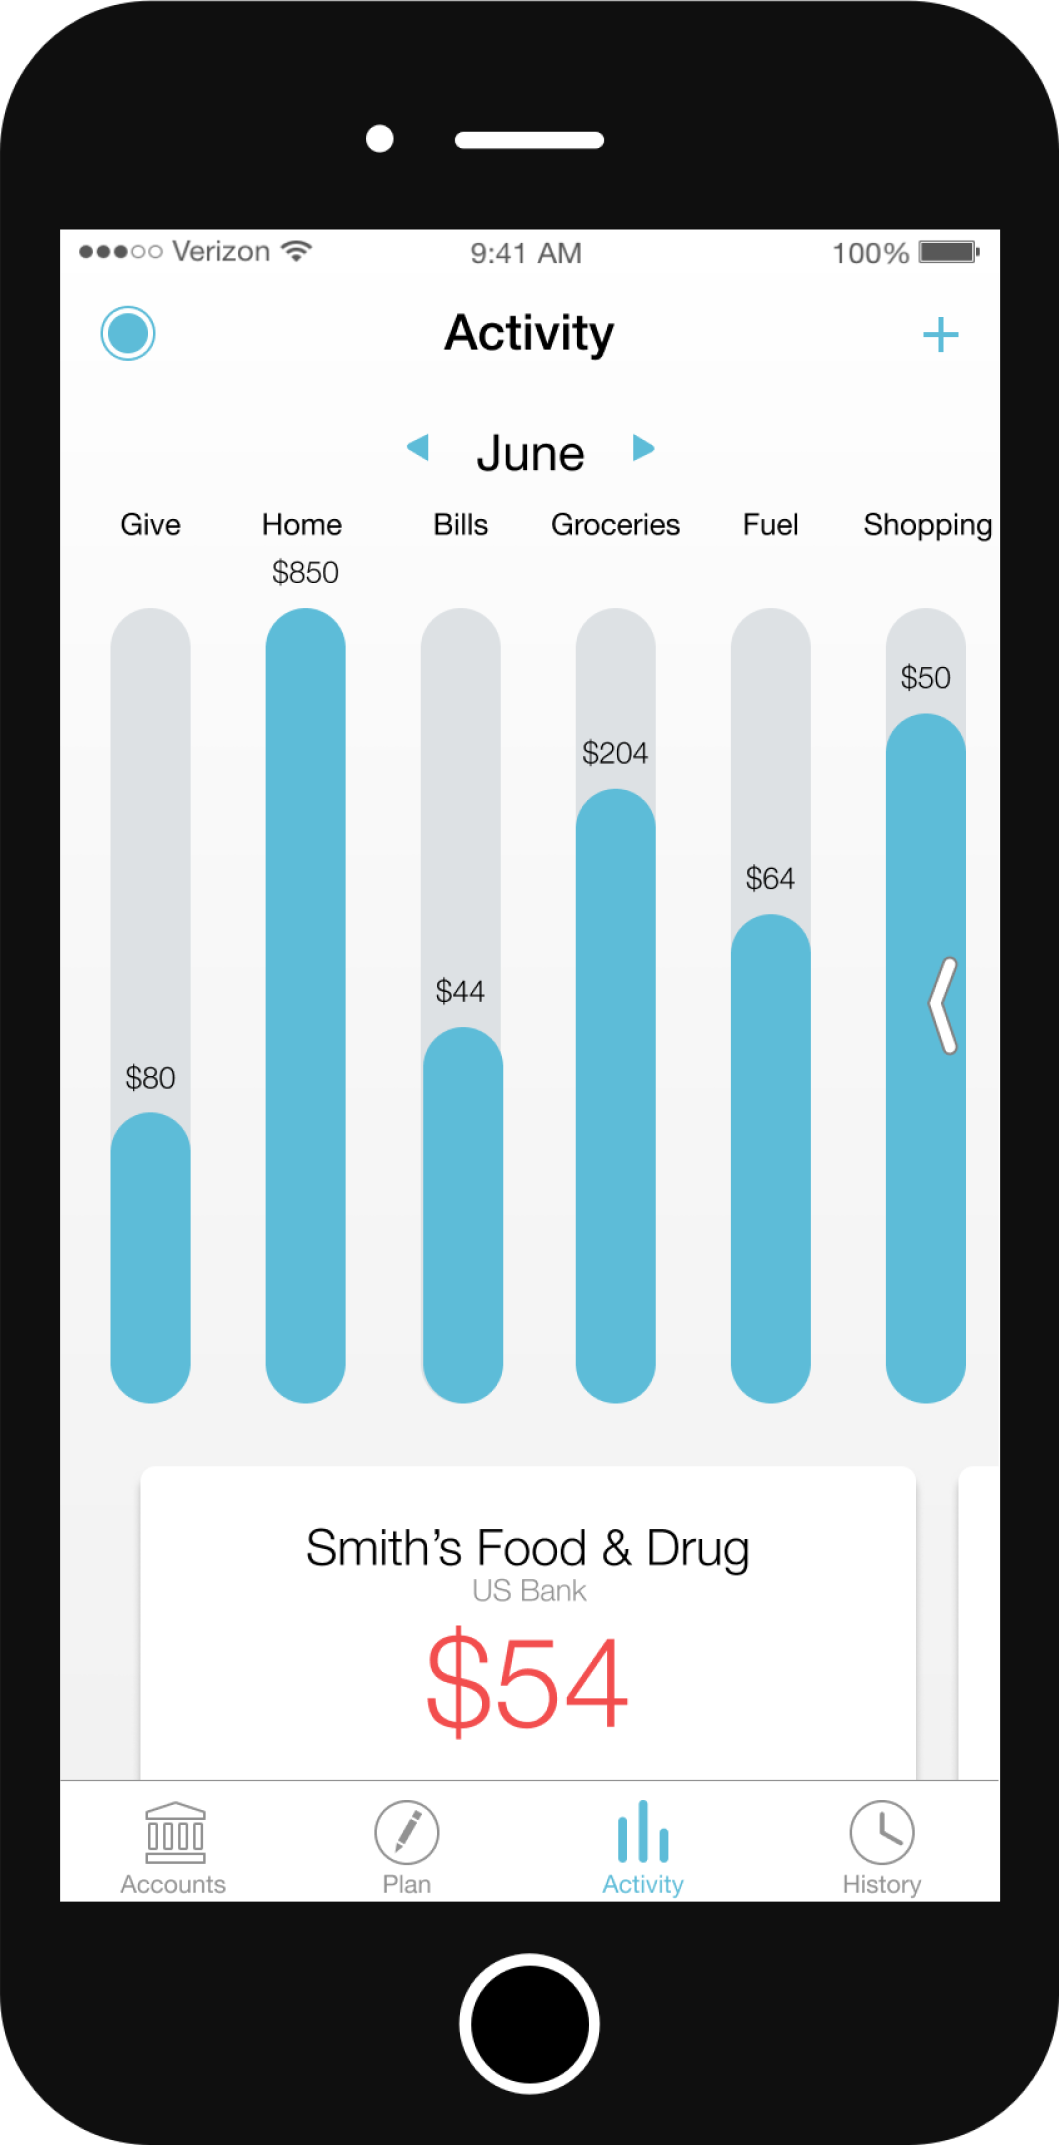 Verizon 9:41 AM 100%
Activity
June
Give Home Bills Groceries Fuel Shopping
$850
$50
$204
$64
$44
$80
Smith’s Food & Drug
US Bank
$54
Accounts Plan Activity History